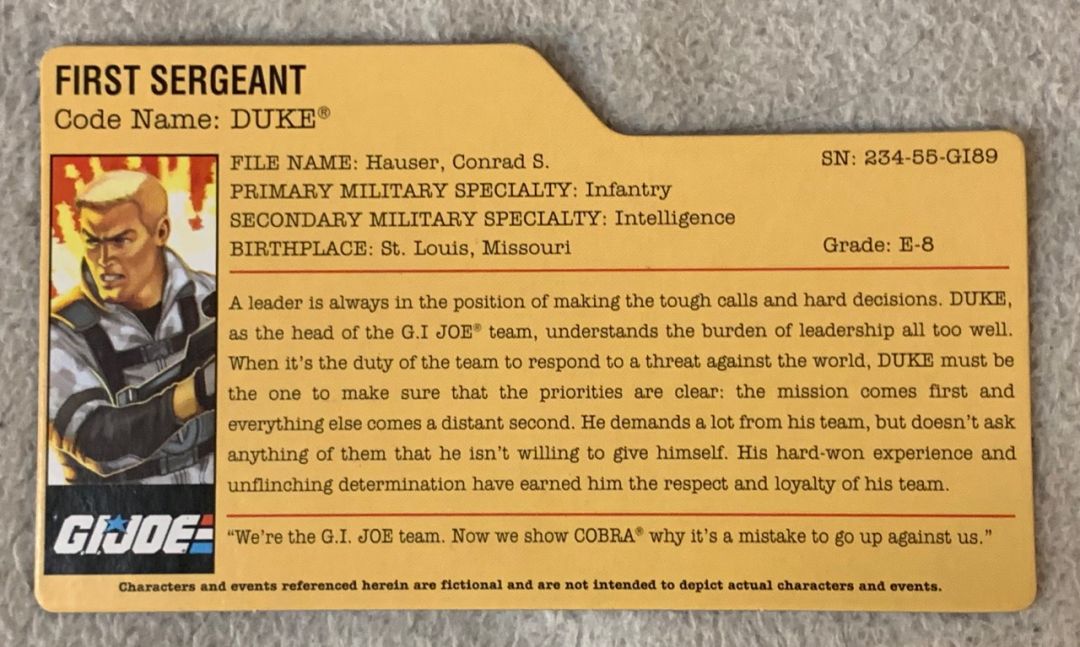 FIRST SERGEANT
Code Name: DUKE®
FILE NAME: Hauser, Conrad S.
SN: 234-55-GI89
PRIMARY MILITARY SPECIALTY: Infantry
SECONDARY MILITARY SPECIALTY: Intelligence
BIRTHPLACE: St. Louis, Missouri
Grade: E-8
A leader is always in the position of making the tough calls and hard decisions. DUKE,
as the head of the G.I JOE® team, understands the burden of leadership all too well.
When it's the duty of the team to respond to a threat against the world, DUKE must be
the one to make sure that the priorities are clear: the mission comes first and
everything else comes a distant second. He demands a lot from his team, but doesn't ask
anything of them that he isn't willing to give himself. His hard-won experience and
unflinching determination have earned him the respect and loyalty of his team.
GI JOE
"We're the G.I. JOE team. Now we show COBRA® why it's a mistake to go up against us."
Characters and events referenced herein are fictional and are not intended to depict actual characters and events.